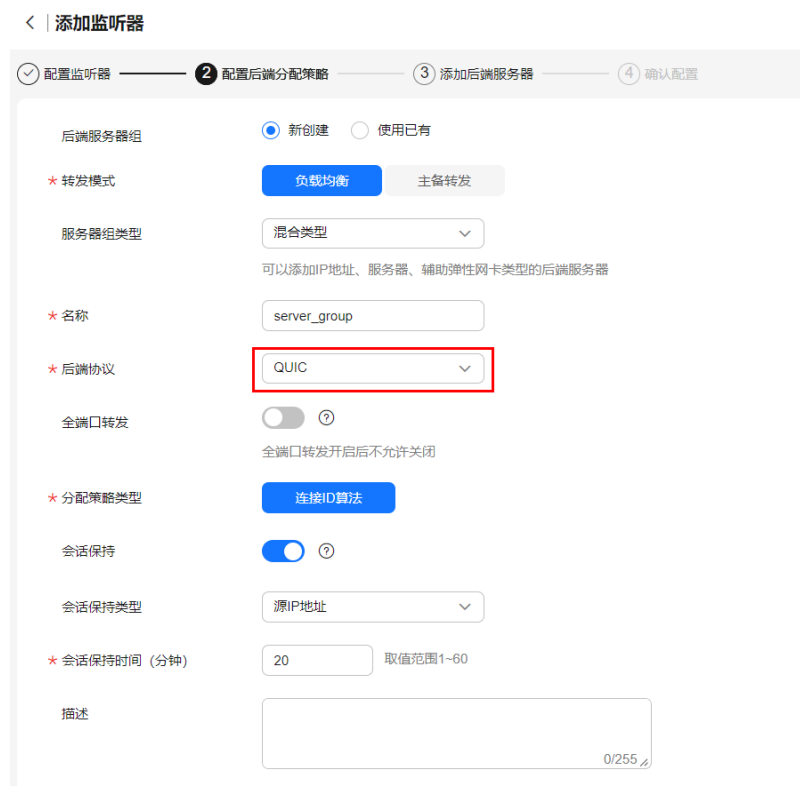 添加监听器
配置监听器 2 配置后端分配策略 3 添加后端服务器 4 确认配置
后端服务器组 新创建 使用已有
* 转发模式 负载均衡 主备转发
服务器组类型 混合类型
可以添加IP地址、服务器、辅助弹性网卡类型的后端服务器
* 名称 server_group
* 后端协议 QUIC
全端口转发 ?
全端口转发开启后不允许关闭
* 分配策略类型 连接ID算法
会话保持 ?
会话保持类型 源IP地址
* 会话保持时间（分钟） 20 取值范围1~60
描述
0/255